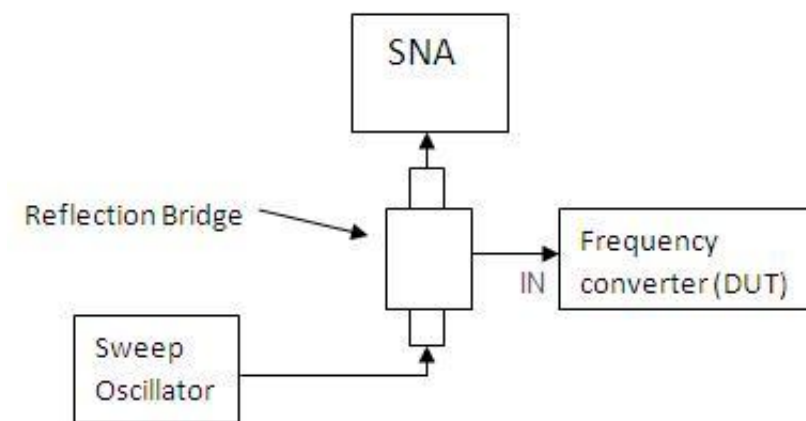 SNA
Reflection Bridge
IN
Frequency
converter (DUT)
Sweep
Oscillator